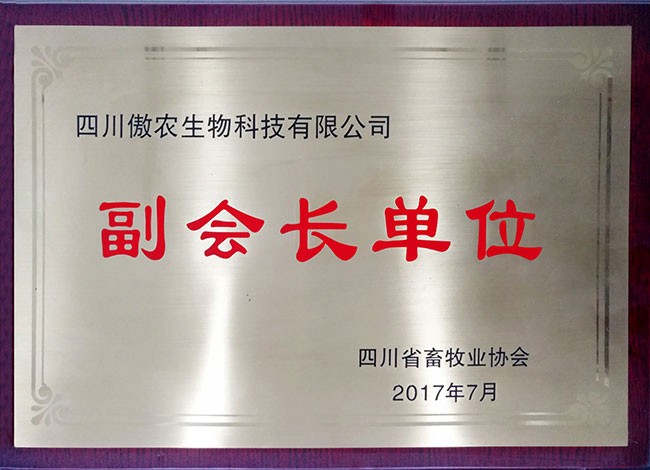 四川傲农生物科技有限公司
副会长单位
四川省畜牧业协会
2017年7月